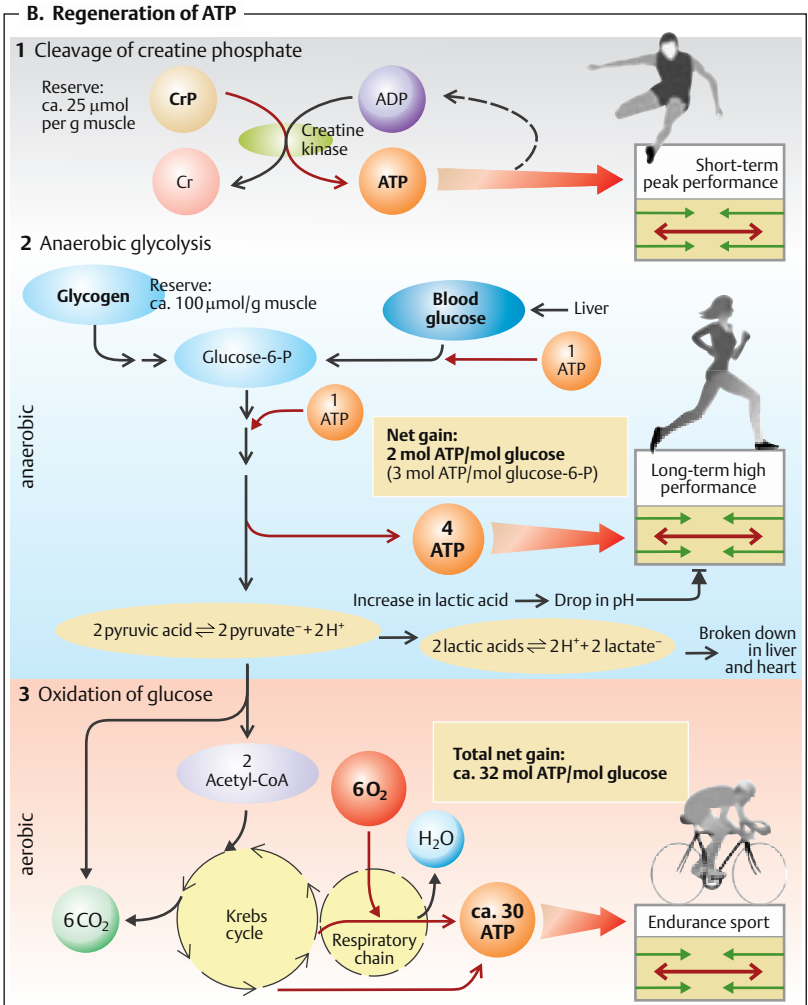 B. Regeneration of ATP
1 Cleavage of creatine phosphate
Reserve:
ca. 25 μmol
per g muscle
CrP
ADP
Creatine
kinase
Cr
ATP
Short-term
peak performance
2 Anaerobic glycolysis
Glycogen
Reserve:
ca. 100 μmol/g muscle
Blood
glucose
Liver
Glucose-6-P
1
ATP
1
ATP
anaerobic
Net gain:
2 mol ATP/mol glucose
(3 mol ATP/mol glucose-6-P)
Long-term high
performance
4
ATP
Increase in lactic acid
Drop in pH
2 pyruvic acid ⇌ 2 pyruvate⁻ + 2 H⁺
2 lactic acids ⇌ 2H⁺ + 2 lactate⁻
Broken down
in liver
and heart
3 Oxidation of glucose
2
Acetyl-CoA
6 O₂
Total net gain:
ca. 32 mol ATP/mol glucose
H₂O
aerobic
6 CO₂
Krebs
cycle
Respiratory
chain
ca. 30
ATP
Endurance sport